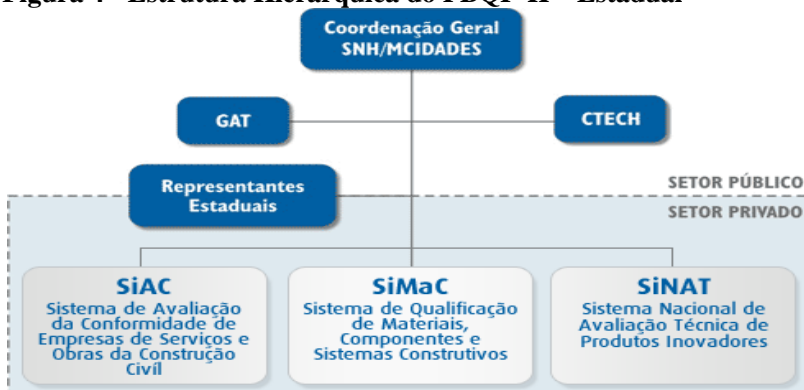 Figura 4 - Estrutura Hierárquica do PBQP-H – Estadual
Coordenação Geral
SNH/MCIDADES
GAT
CTECH
Representantes
Estaduais
SETOR PÚBLICO
SETOR PRIVADO
SiAC
Sistema de Avaliação
da Conformidade de
Empresas de Serviços e
Obras da Construção
Civíl
SiMaC
Sistema de Qualificação
de Materiais,
Componentes e
Sistemas Construtivos
SiNAT
Sistema Nacional de
Avaliação Técnica de
Produtos Inovadores